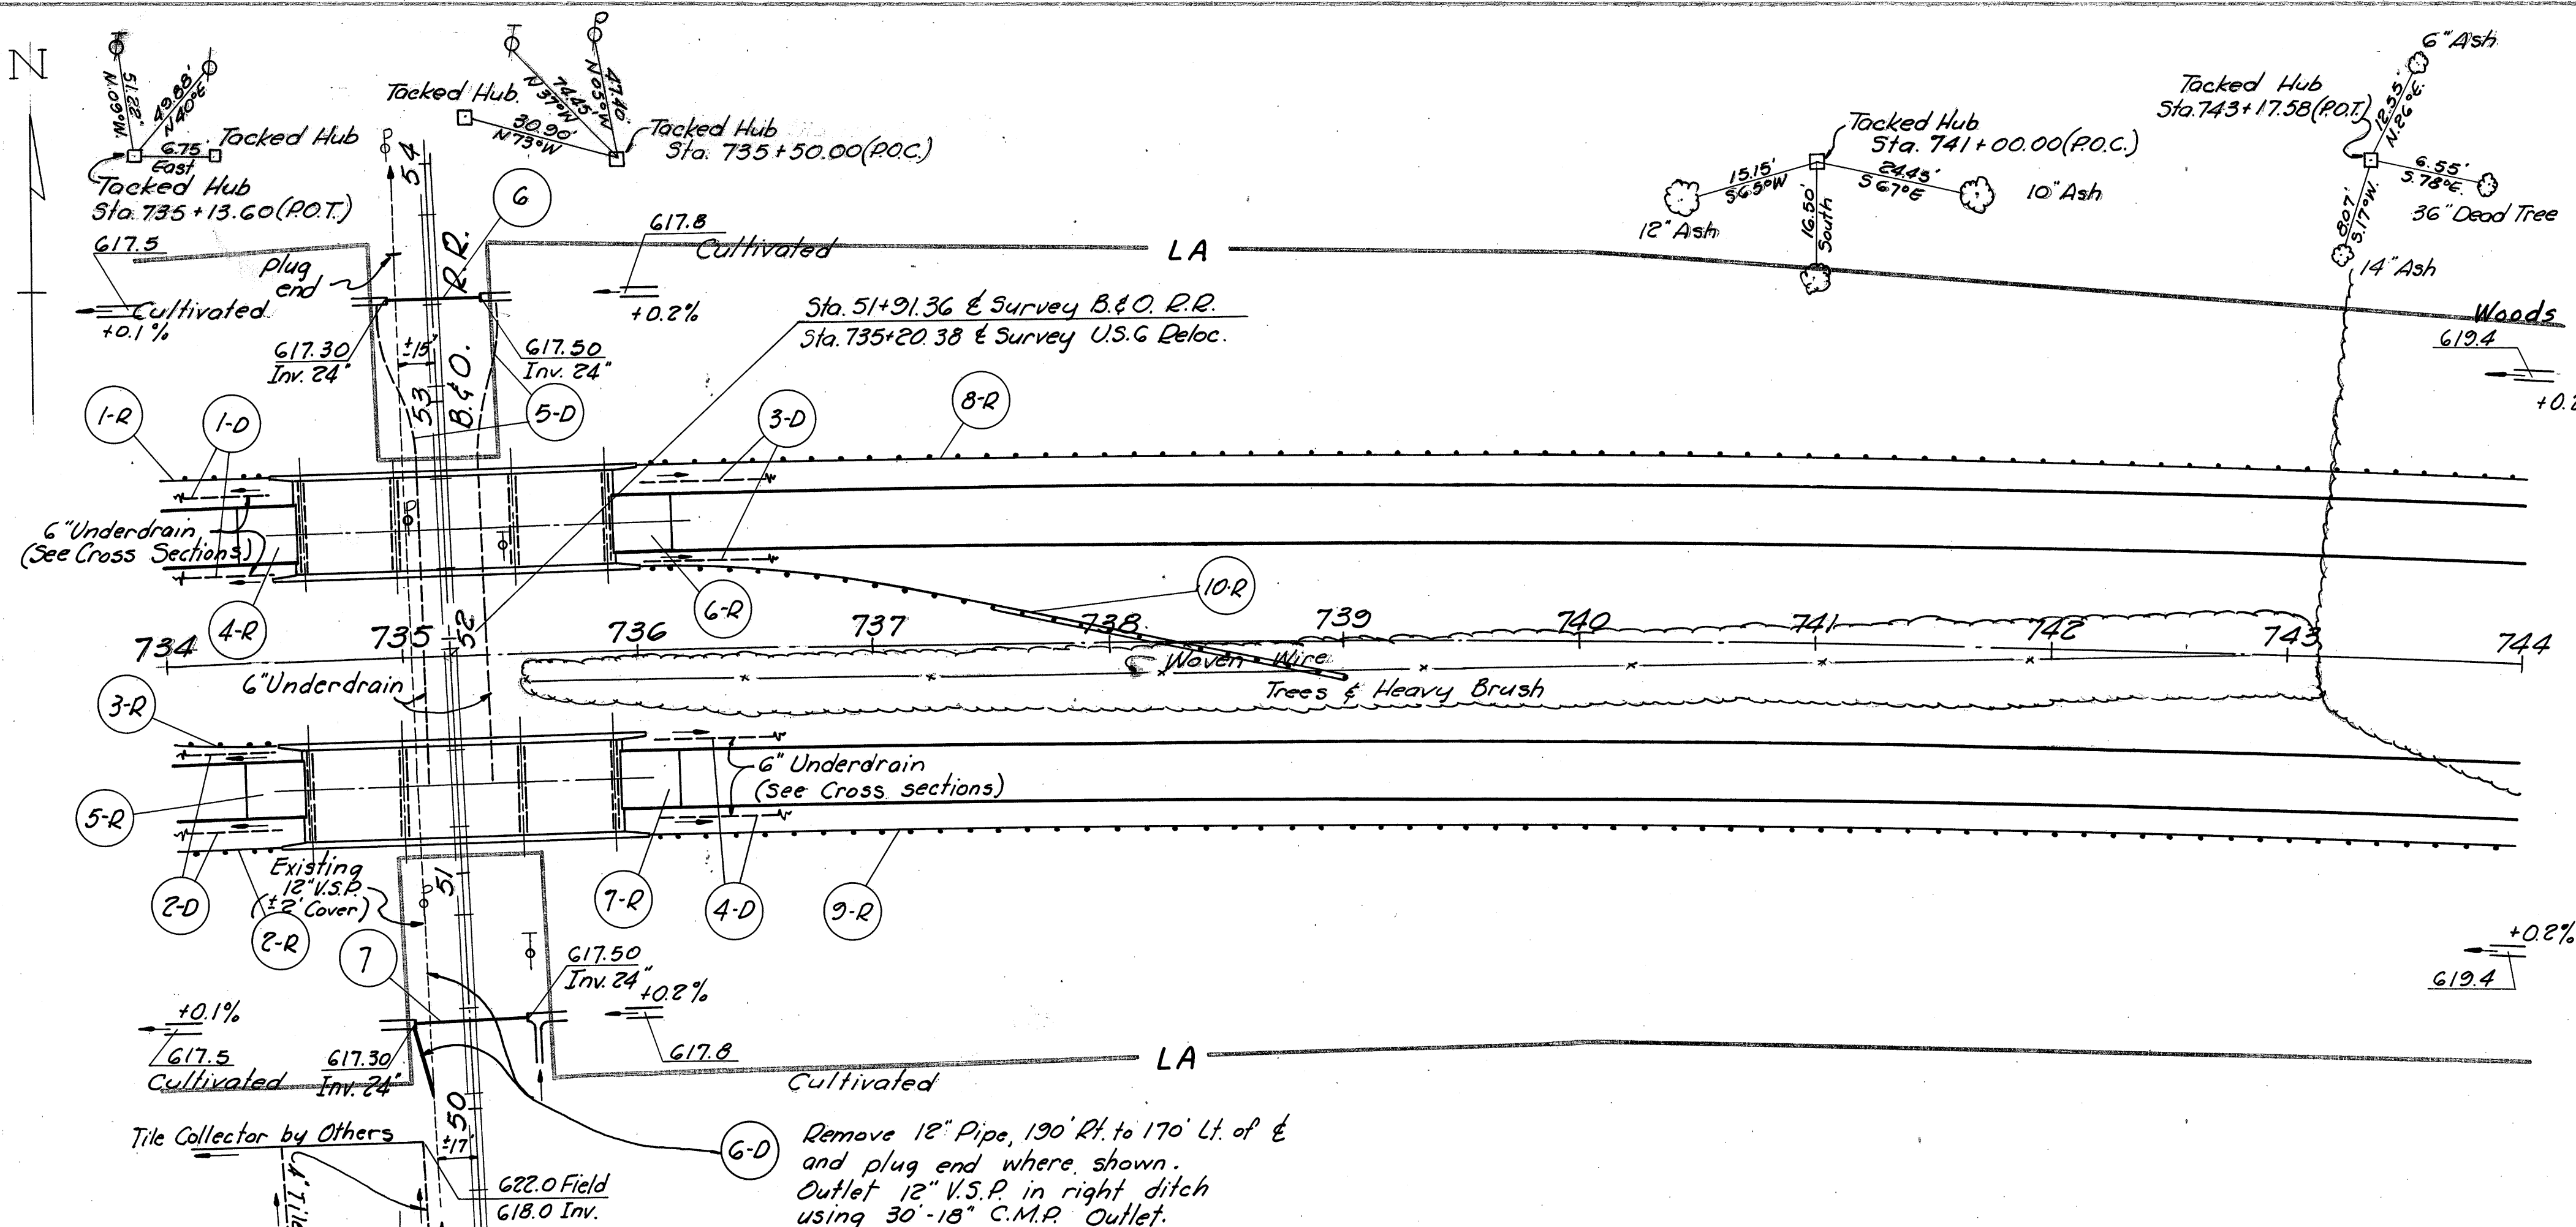 N
51.22'
N.09°W.
49.88'
N40°E
6.75'
East
Tacked Hub
Tacked Hub
Sta. 735+13.60(P.O.T.)
Tacked Hub.
30.90'
N73°W
74.45'
N37°W
47.40'
N05°W
Tacked Hub
Sta. 735+50.00(P.O.C.)
Tacked Hub
Sta. 741+00.00(P.O.C.)
15.15'
S65°W
24.43'
S67°E
16.50'
South
12" Ash
10" Ash
Tacked Hub
Sta.743+17.58(P.O.T.)
6" Ash
12.55'
N.26°E.
6.55'
S.78°E.
36" Dead Tree
8.07'
S.17°W.
14" Ash
54
6
617.5
Cultivated
+0.1%
plug
end
R.R.
617.8
Cultivated
+0.2%
LA
Woods
619.4
+0.2
Sta. 51+91.36 ℄ Survey B.&O. R.R.
Sta. 735+20.38 ℄ Survey U.S.6 Reloc.
617.30
Inv. 24"
±15'
617.50
Inv. 24"
53
B.&O.
5-D
1-R
1-D
3-D
8-R
6"Underdrain
(See Cross Sections)
4-R
6-R
10-R
52
734
735
736
737
738
739
740
741
742
743
744
6"Underdrain
Woven Wire
Trees & Heavy Brush
3-R
5-R
6" Underdrain
(See Cross sections)
2-D
2-R
Existing
12" V.S.P.
(±2' Cover)
51
7-R
4-D
9-R
7
617.50
Inv. 24"
+0.2%
617.8
+0.1%
617.5
Cultivated
617.30
Inv. 24"
LA
Cultivated
+0.2%
619.4
50
±17'
Tile Collector by Others
622.0 Field
618.0 Inv.
6-D
Remove 12" Pipe, 190' Rt. to 170' Lt. of ℄
and plug end where shown.
Outlet 12" V.S.P. in right ditch
using 30'-18" C.M.P. Outlet.